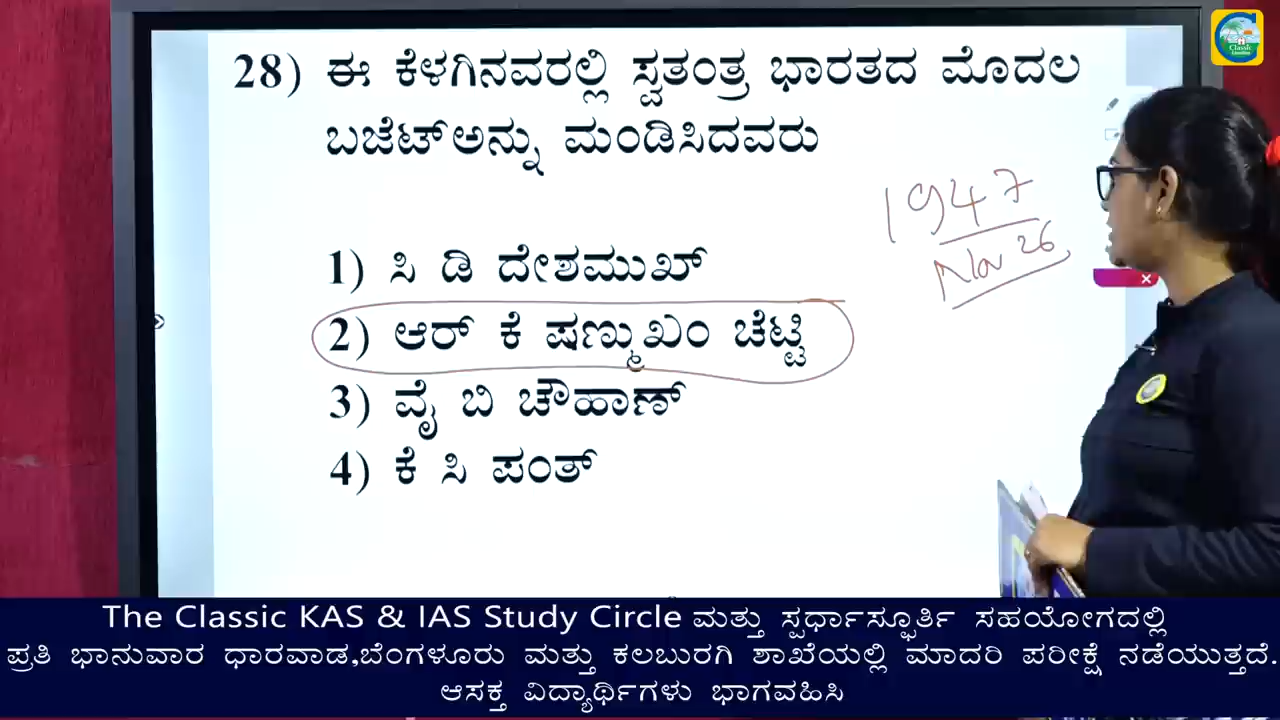 Classic
28) ಈ ಕೆಳಗಿನವರಲ್ಲಿ ಸ್ವತಂತ್ರ ಭಾರತದ ಮೊದಲ
ಬಜೆಟ್‌ಅನ್ನು ಮಂಡಿಸಿದವರು
1947
Nov 26
1) ಸಿ ಡಿ ದೇಶಮುಖ್
2) ಆರ್ ಕೆ ಷಣ್ಮುಖಂ ಚೆಟ್ಟಿ
3) ವೈ ಬಿ ಚೌಹಾಣ್
4) ಕೆ ಸಿ ಪಂತ್
The Classic KAS & IAS Study Circle ಮತ್ತು ಸ್ಪರ್ಧಾಸ್ಫೂರ್ತಿ ಸಹಯೋಗದಲ್ಲಿ
ಪ್ರತಿ ಭಾನುವಾರ ಧಾರವಾಡ,ಬೆಂಗಳೂರು ಮತ್ತು ಕಲಬುರಗಿ ಶಾಖೆಯಲ್ಲಿ ಮಾದರಿ ಪರೀಕ್ಷೆ ನಡೆಯುತ್ತದೆ.
ಆಸಕ್ತ ವಿದ್ಯಾರ್ಥಿಗಳು ಭಾಗವಹಿಸಿ